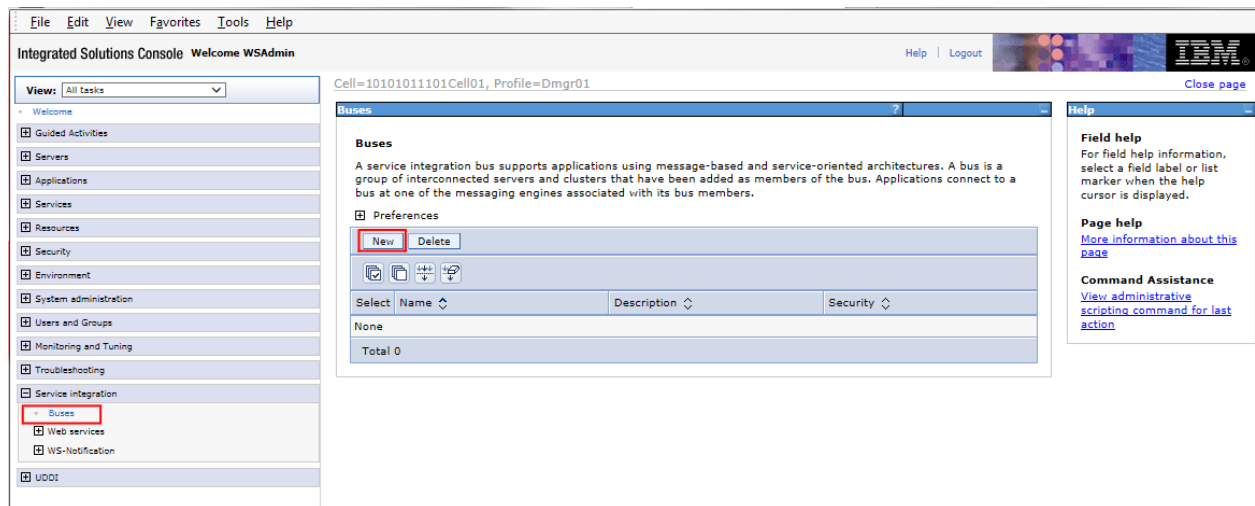 File Edit View Favorites Tools Help
Integrated Solutions Console Welcome WSAdmin
Help | Logout
IBM®
View: All tasks
Welcome
Guided Activities
Servers
Applications
Services
Resources
Security
Environment
System administration
Users and Groups
Monitoring and Tuning
Troubleshooting
Service integration
Buses
Web services
WS-Notification
UDDI
Cell=10101011101Cell01, Profile=Dmgr01
Close page
Buses
?
Buses
A service integration bus supports applications using message-based and service-oriented architectures. A bus is a
group of interconnected servers and clusters that have been added as members of the bus. Applications connect to a
bus at one of the messaging engines associated with its bus members.
Preferences
New Delete
Select Name Description Security
None
Total 0
Help
Field help
For field help information,
select a field label or list
marker when the help
cursor is displayed.
Page help
More information about this
page
Command Assistance
View administrative
scripting command for last
action